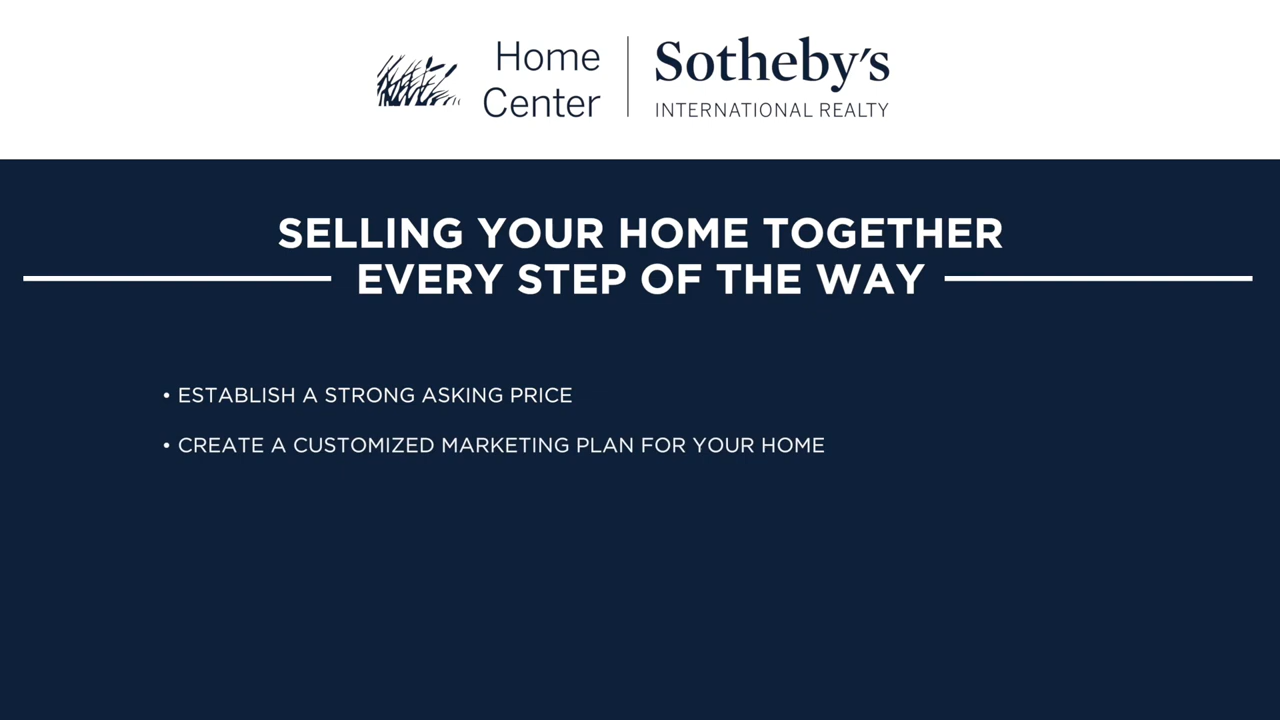 Home
Center
Sotheby's
INTERNATIONAL REALTY
SELLING YOUR HOME TOGETHER
EVERY STEP OF THE WAY
• ESTABLISH A STRONG ASKING PRICE
• CREATE A CUSTOMIZED MARKETING PLAN FOR YOUR HOME